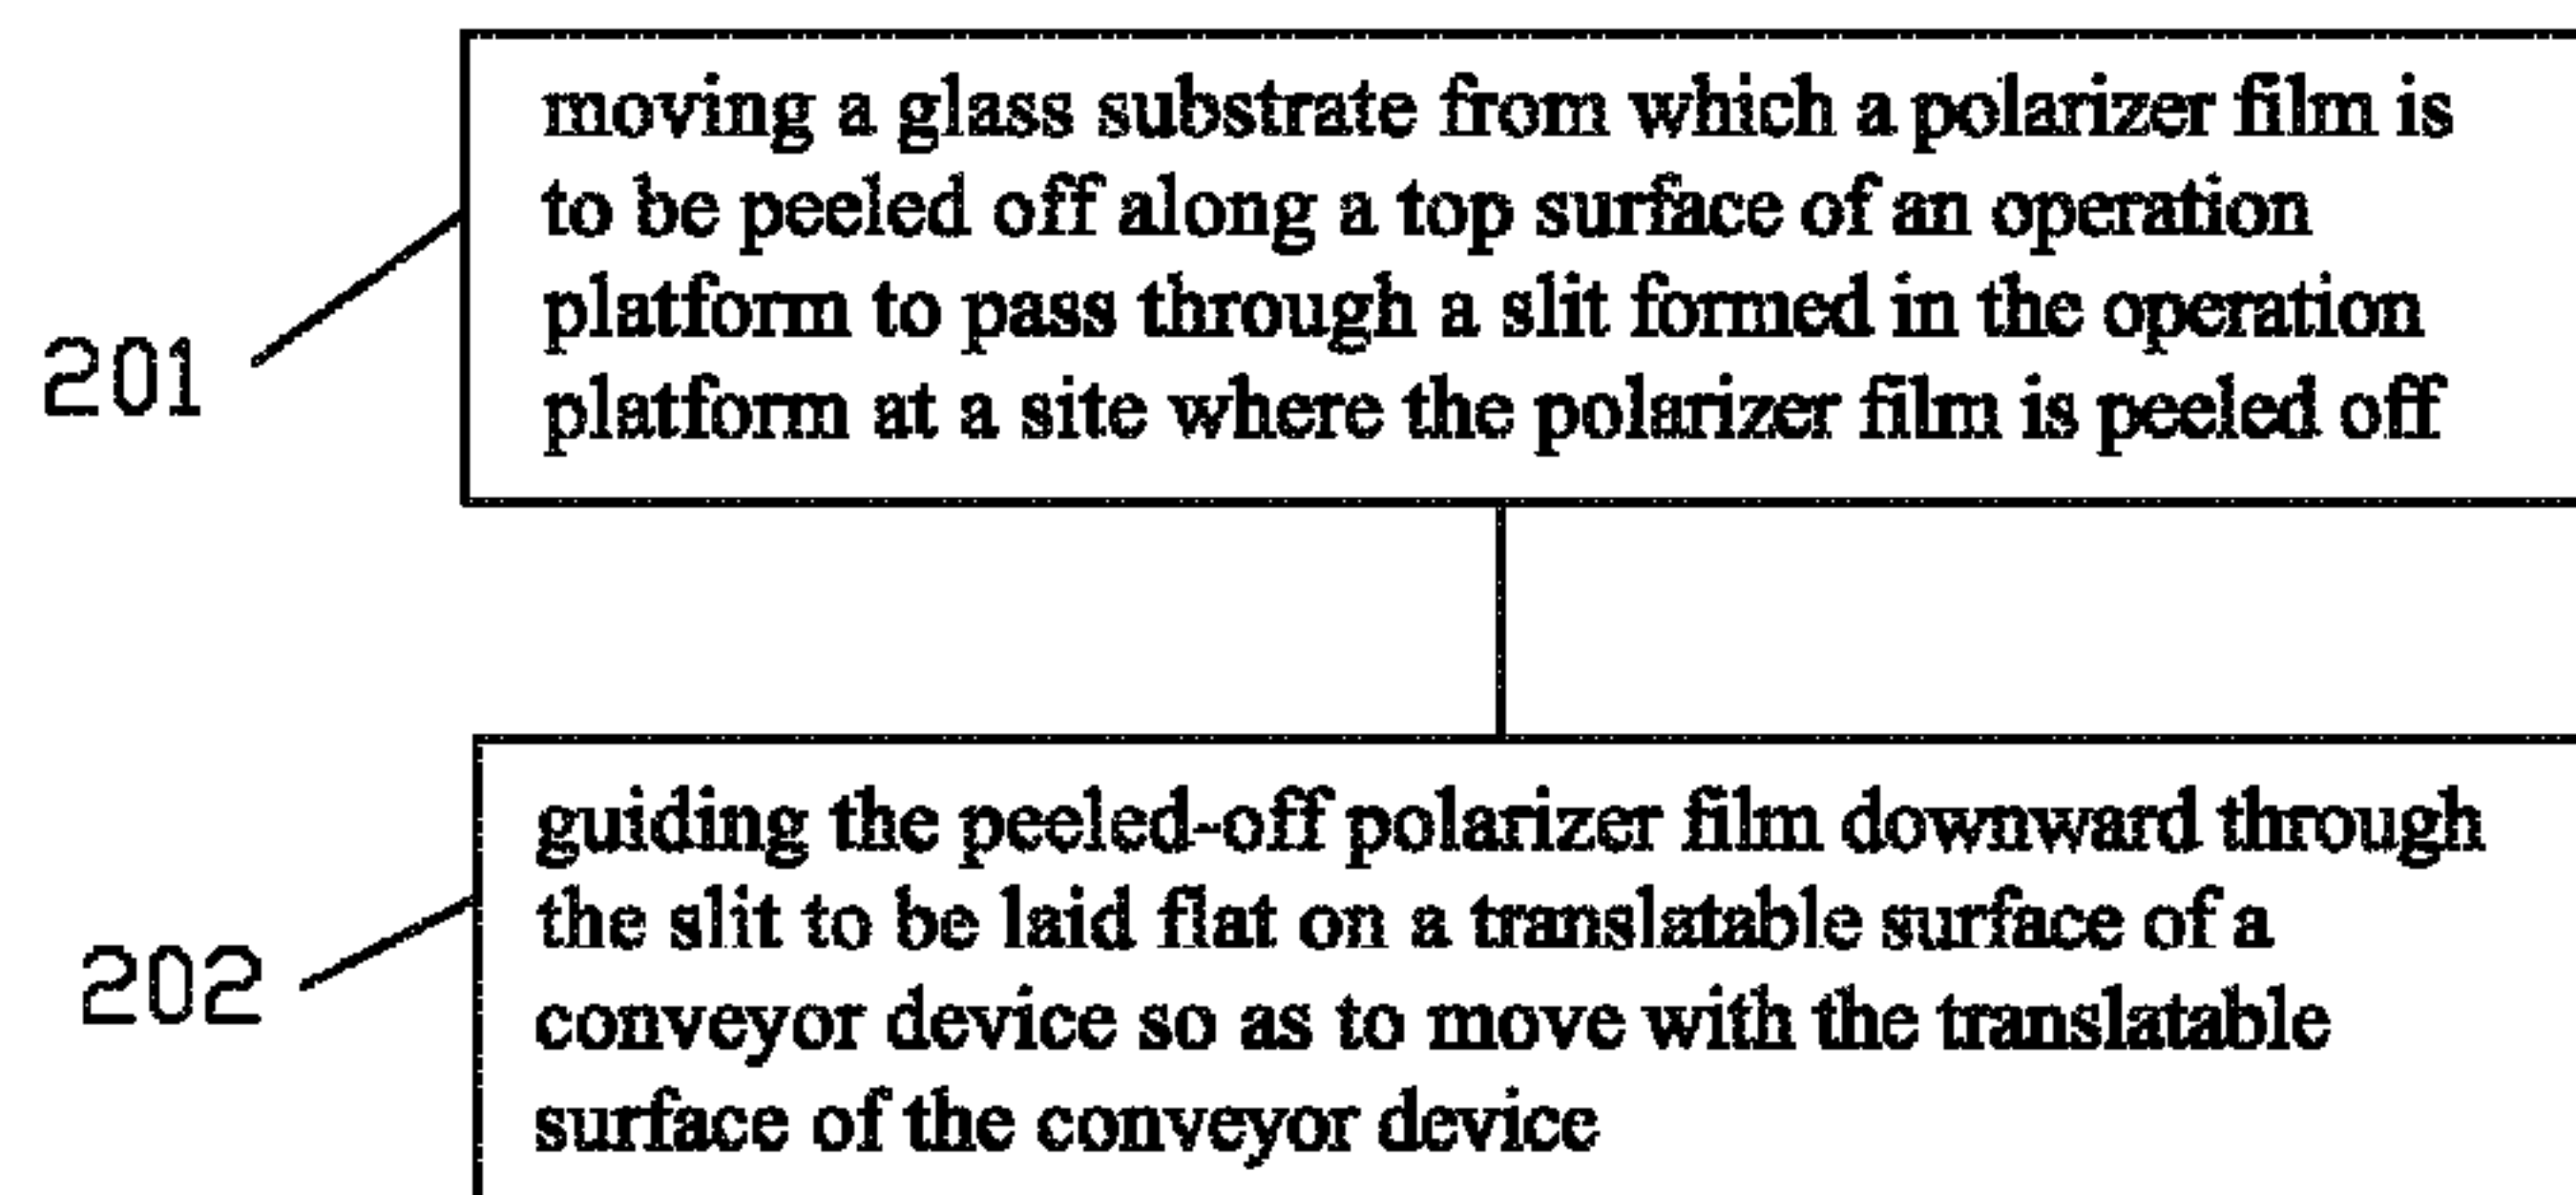 moving a glass substrate from which a polarizer film is
to be peeled off along a top surface of an operation
platform to pass through a slit formed in the operation
platform at a site where the polarizer film is peeled off
201
guiding the peeled-off polarizer film downward through
the slit to be laid flat on a translatable surface of a
conveyor device so as to move with the translatable
surface of the conveyor device
202